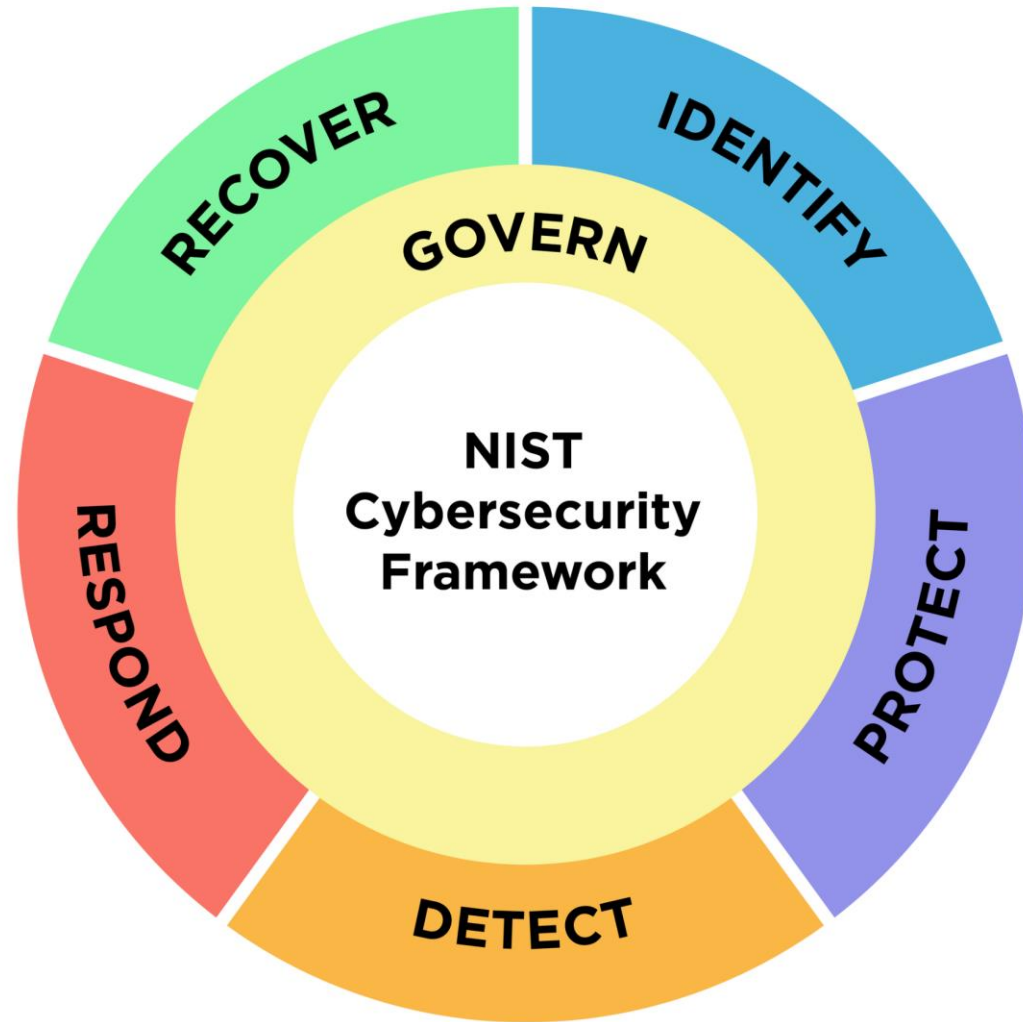 RECOVER
IDENTIFY
GOVERN
NIST
Cybersecurity
Framework
RESPOND
PROTECT
DETECT